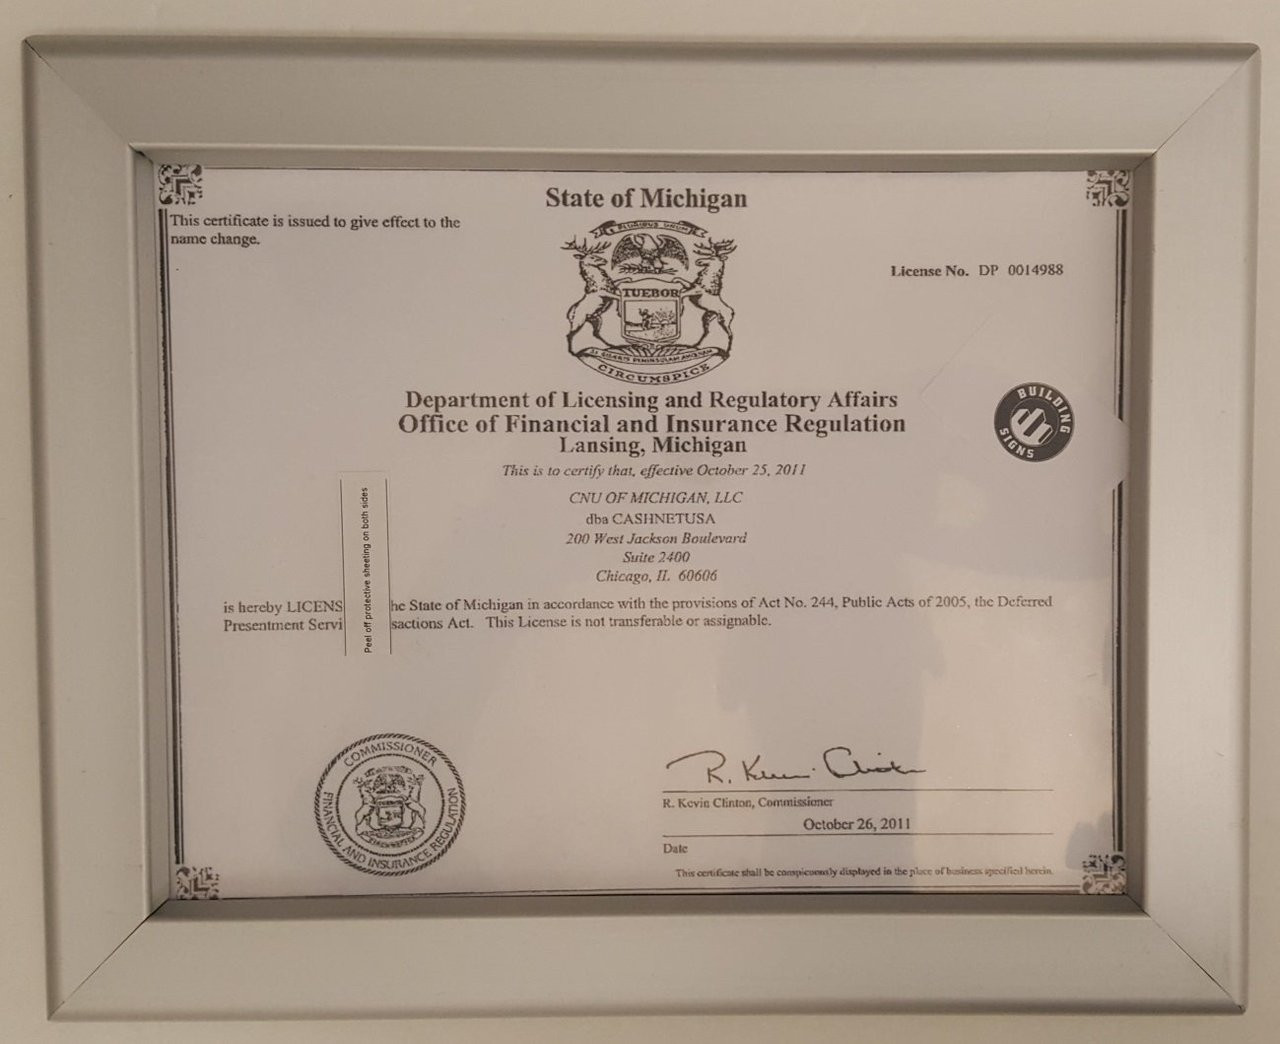 State of Michigan
This certificate is issued to give effect to the
name change.
E PLURIBUS UNUM
License No. DP 0014988
TUEBOR
CIRCUMSPICE
Department of Licensing and Regulatory Affairs
Office of Financial and Insurance Regulation
Lansing, Michigan
BUILDING
SIGNS
This is to certify that, effective October 25, 2011
CNU OF MICHIGAN, LLC
dba CASHNETUSA
200 West Jackson Boulevard
Suite 2400
Chicago, IL 60606
Peel off protective sheeting on both sides
is hereby LICENS he State of Michigan in accordance with the provisions of Act No. 244, Public Acts of 2005, the Deferred
Presentment Servi sactions Act. This License is not transferable or assignable.
COMMISSIONER
FINANCIAL AND INSURANCE REGULATION
R. Kevin Clinton
R. Kevin Clinton, Commissioner
October 26, 2011
Date
This certificate shall be conspicuously displayed in the place of business specified herein.